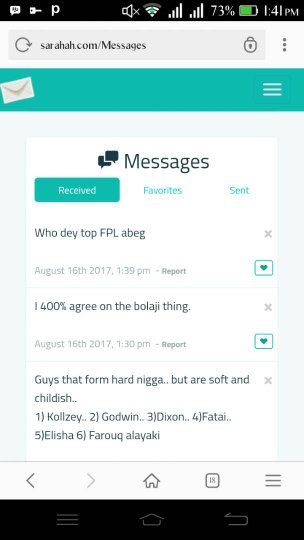 73% 1:41 PM
sarahah.com/Messages
Messages
Received Favorites Sent
Who dey top FPL abeg
August 16th 2017, 1:39 pm - Report
I 400% agree on the bolaji thing.
August 16th 2017, 1:30 pm - Report
Guys that form hard nigga.. but are soft and
childish..
1) Kollzey.. 2) Godwin.. 3)Dixon.. 4)Fatai..
5)Elisha 6) Farouq alayaki
18